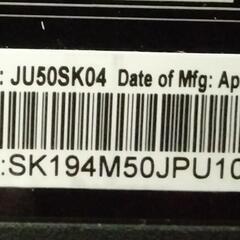 : JU50SK04 Date of Mfg: Ap
:SK194M50JPU10